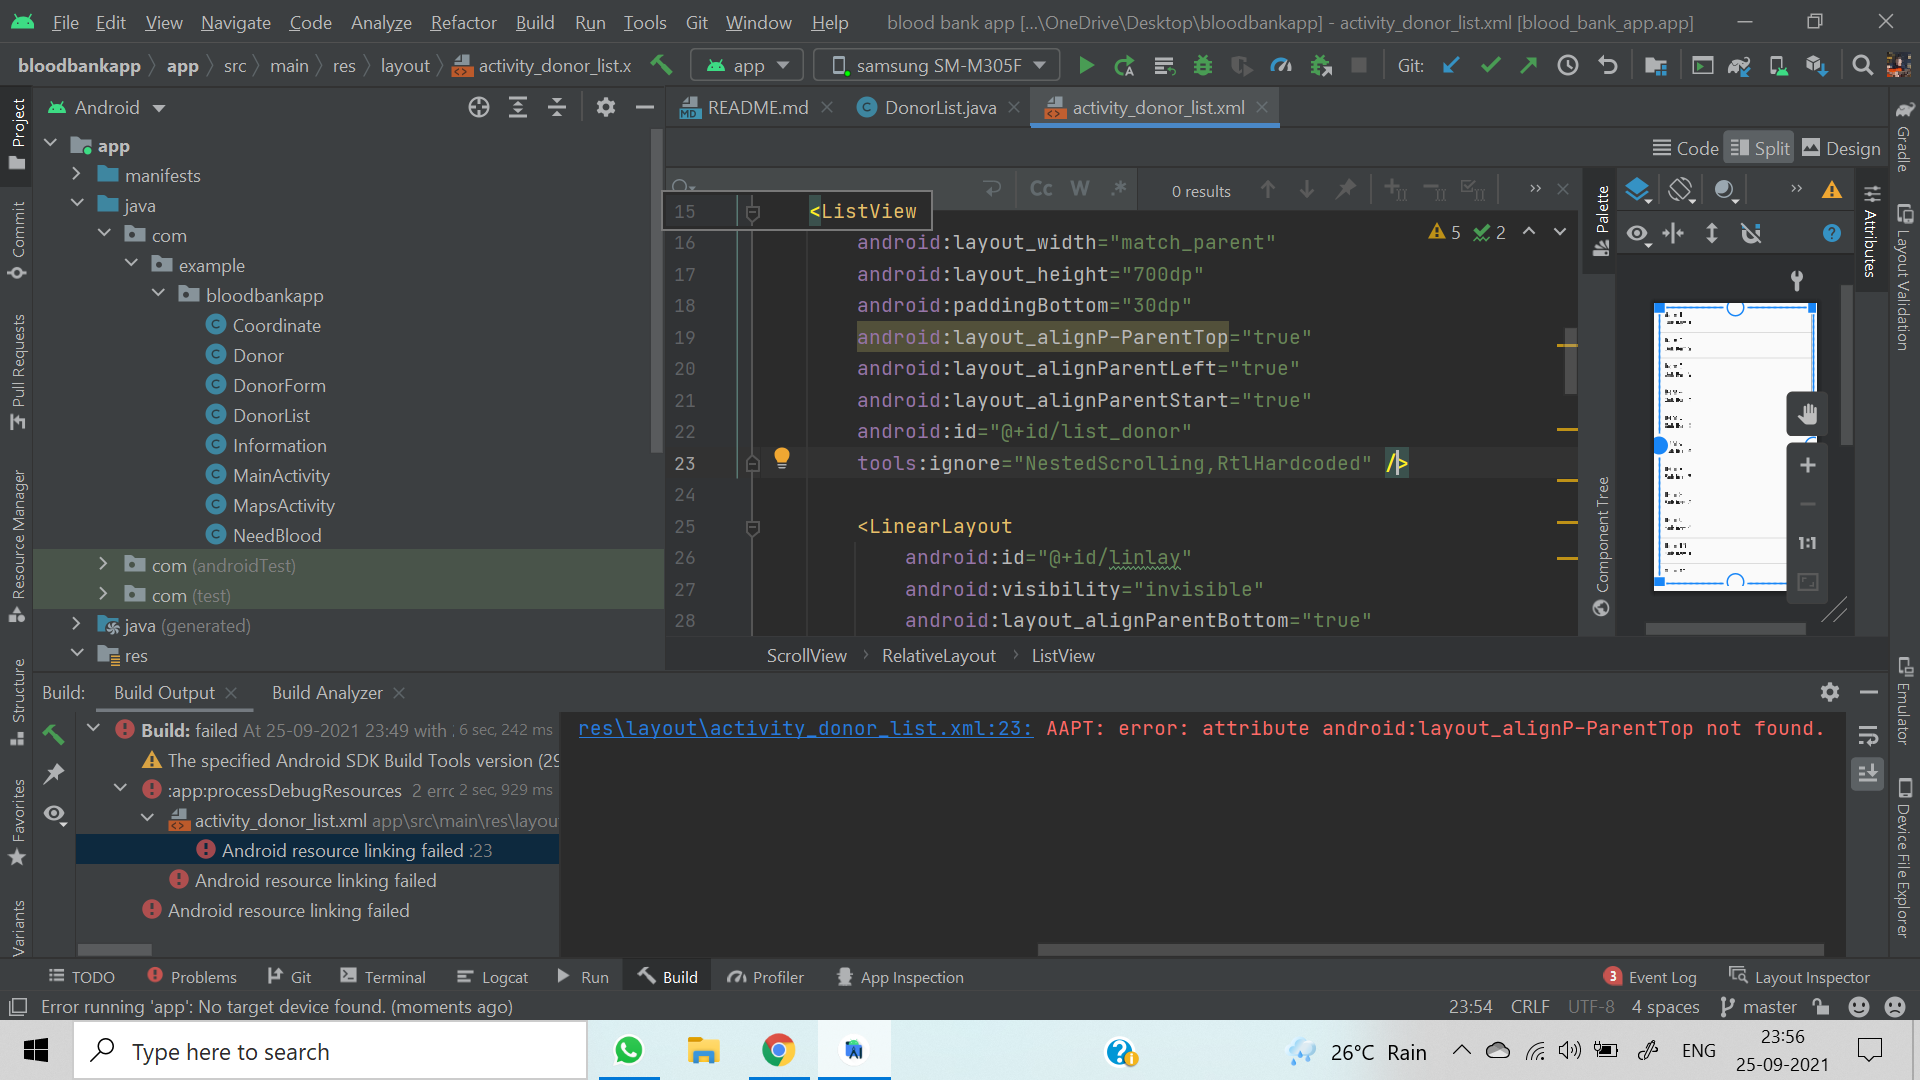 File Edit View Navigate Code Analyze Refactor Build Run Tools Git Window Help blood bank app [...\OneDrive\Desktop\bloodbankapp] - activity_donor_list.xml [blood_bank_app.app]
bloodbankapp app src main res layout activity_donor_list.x app samsung SM-M305F Git:
Android
README.md DonorList.java activity_donor_list.xml
Code Split Design
Cc W .* 0 results
Project
Commit
Pull Requests
Resource Manager
Structure
Favorites
Variants
app
manifests
java
com
example
bloodbankapp
Coordinate
Donor
DonorForm
DonorList
Information
MainActivity
MapsActivity
NeedBlood
com (androidTest)
com (test)
java (generated)
res
15 <ListView
16 android:layout_width="match_parent"
17 android:layout_height="700dp"
18 android:paddingBottom="30dp"
19 android:layout_alignP-ParentTop="true"
20 android:layout_alignParentLeft="true"
21 android:layout_alignParentStart="true"
22 android:id="@+id/list_donor"
23 tools:ignore="NestedScrolling,RtlHardcoded" />
24
25 <LinearLayout
26 android:id="@+id/linlay"
27 android:visibility="invisible"
28 android:layout_alignParentBottom="true"
5 2
ScrollView RelativeLayout ListView
Palette
Component Tree
1:1
Attributes
Gradle
Layout Validation
Emulator
Device File Explorer
Build: Build Output Build Analyzer
Build: failed At 25-09-2021 23:49 with 6 sec, 242 ms
The specified Android SDK Build Tools version (29
:app:processDebugResources 2 errc 2 sec, 929 ms
activity_donor_list.xml app\src\main\res\layou
Android resource linking failed :23
Android resource linking failed
Android resource linking failed
res\layout\activity_donor_list.xml:23: AAPT: error: attribute android:layout_alignP-ParentTop not found.
TODO Problems Git Terminal Logcat Run Build Profiler App Inspection 3 Event Log Layout Inspector
Error running 'app': No target device found. (moments ago) 23:54 CRLF UTF-8 4 spaces master
Type here to search 26°C Rain ENG 23:56
25-09-2021